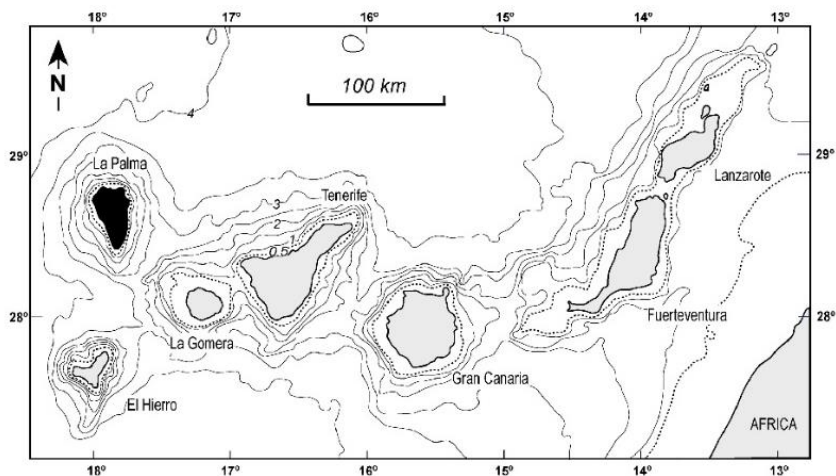 18° 17° 16° 15° 14° 13°
N
100 km
4
29° 29°
La Palma
Lanzarote
3
Tenerife
2
1
0.5
28° 28°
Fuerteventura
La Gomera
Gran Canaria
El Hierro
AFRICA
18° 17° 16° 15° 14° 13°